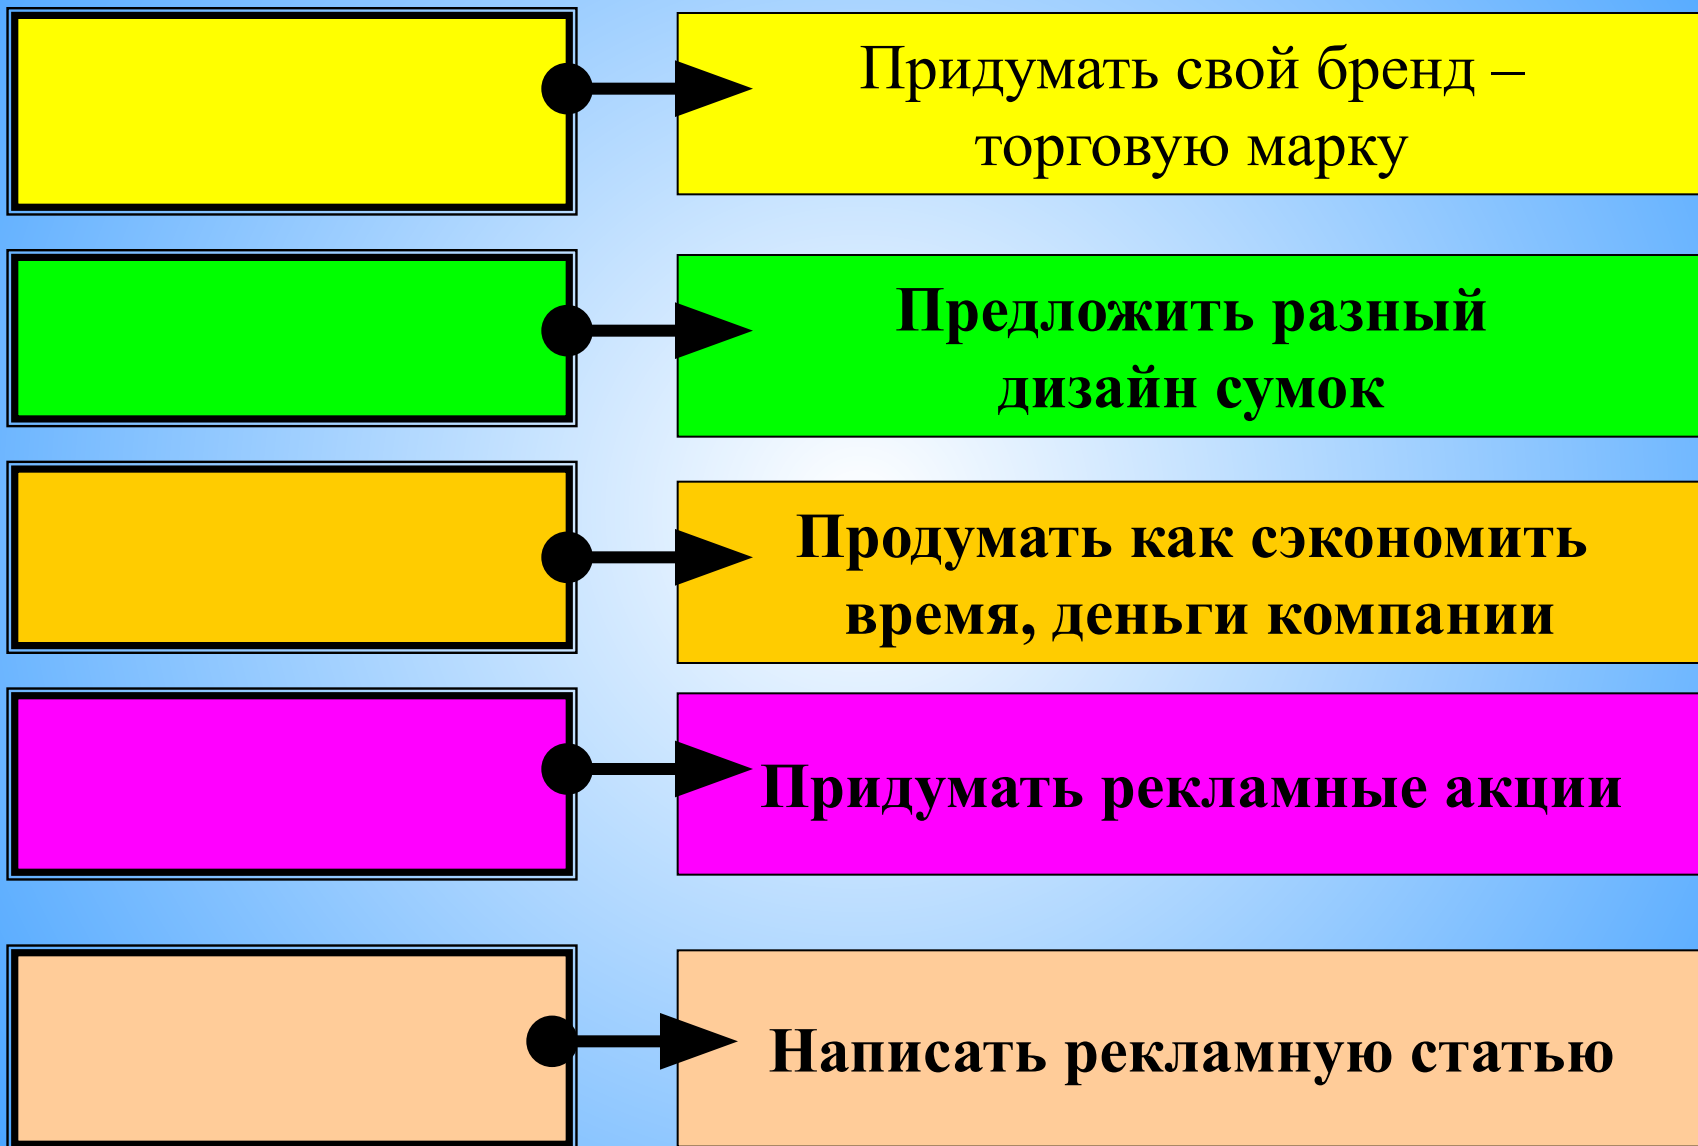 Придумать свой бренд –
торговую марку
Предложить разный
дизайн сумок
Продумать как сэкономить
время, деньги компании
Придумать рекламные акции
Написать рекламную статью